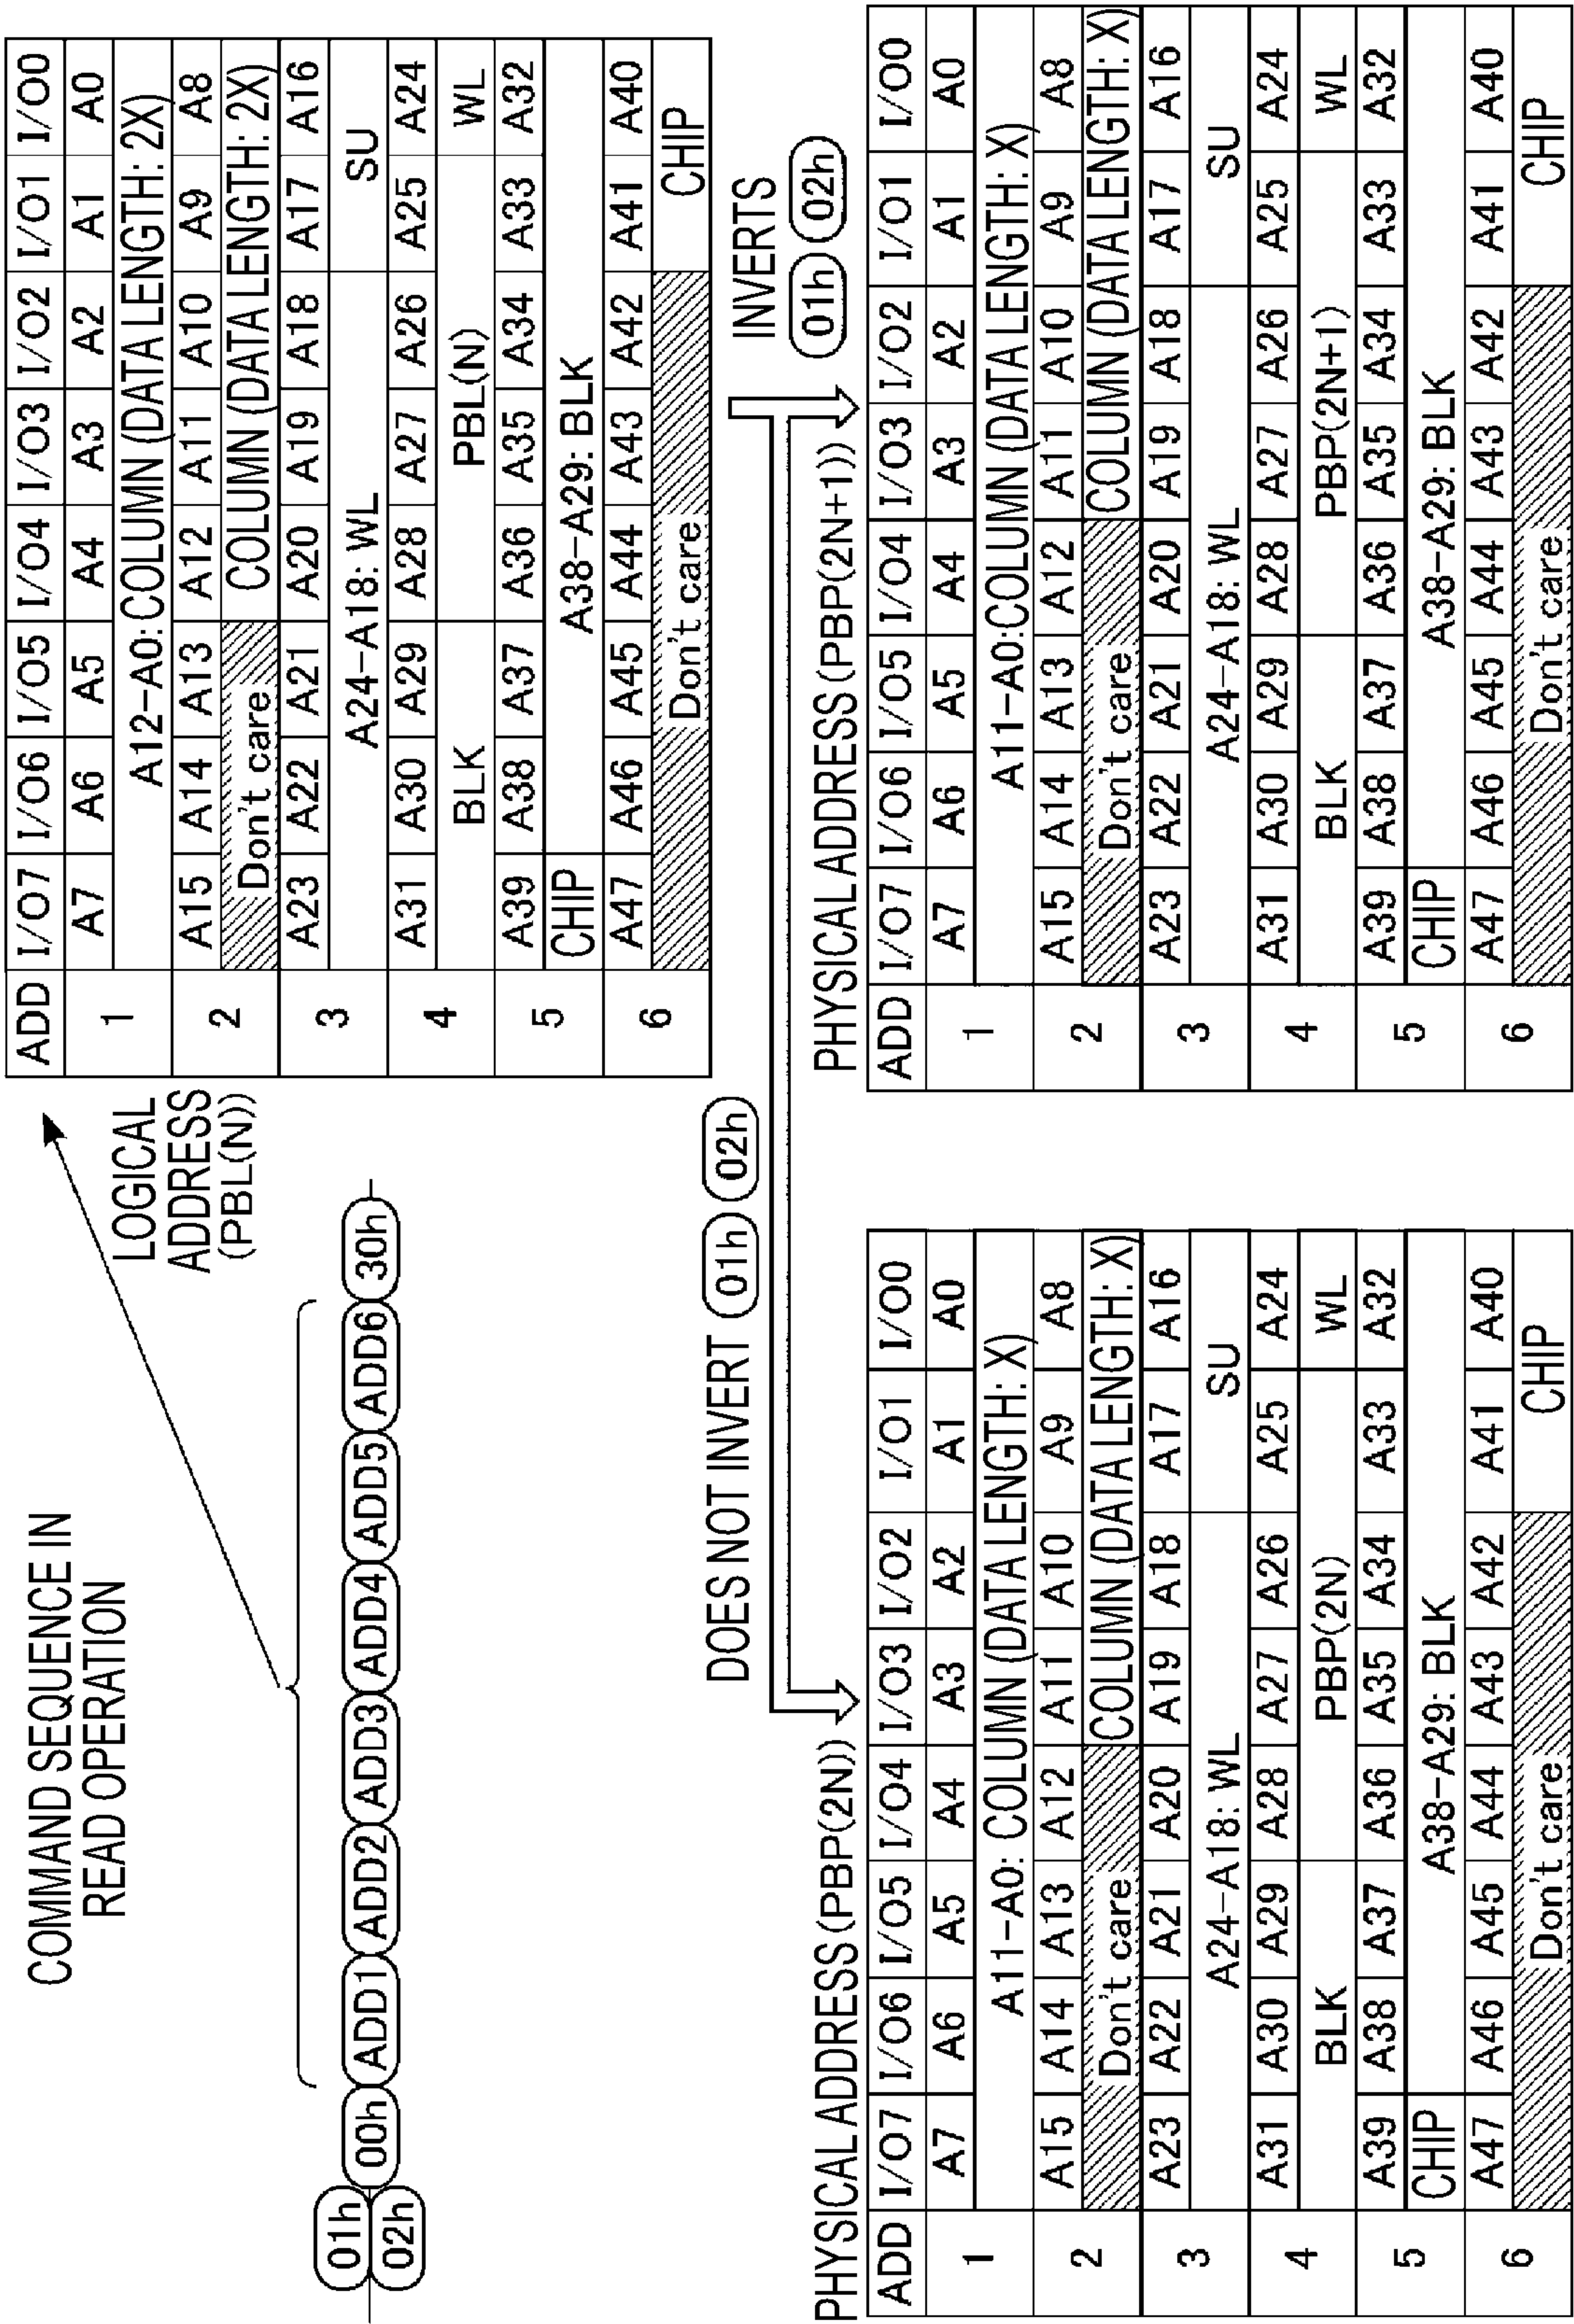 COMMAND SEQUENCE IN
READ OPERATION
01h
02h
00h ADD1 ADD2 ADD3 ADD4 ADD5 ADD6 30h
LOGICAL
ADDRESS
(PBL(N))
ADD I/O7 I/O6 I/O5 I/O4 I/O3 I/O2 I/O1 I/O0
1 A7 A6 A5 A4 A3 A2 A1 A0
A12-A0: COLUMN (DATA LENGTH: 2X)
2 A15 A14 A13 A12 A11 A10 A9 A8
Don't care COLUMN (DATA LENGTH: 2X)
3 A23 A22 A21 A20 A19 A18 A17 A16
A24-A18: WL SU
4 A31 A30 A29 A28 A27 A26 A25 A24
BLK PBL(N) WL
5 A39 A38 A37 A36 A35 A34 A33 A32
CHIP A38-A29: BLK
6 A47 A46 A45 A44 A43 A42 A41 A40
Don't care CHIP
DOES NOT INVERT 01h 02h
INVERTS
01h 02h
PHYSICAL ADDRESS (PBP(2N))
ADD I/O7 I/O6 I/O5 I/O4 I/O3 I/O2 I/O1 I/O0
1 A7 A6 A5 A4 A3 A2 A1 A0
A11-A0: COLUMN (DATA LENGTH: X)
2 A15 A14 A13 A12 A11 A10 A9 A8
Don't care COLUMN (DATA LENGTH: X)
3 A23 A22 A21 A20 A19 A18 A17 A16
A24-A18: WL SU
4 A31 A30 A29 A28 A27 A26 A25 A24
BLK PBP(2N) WL
5 A39 A38 A37 A36 A35 A34 A33 A32
CHIP A38-A29: BLK
6 A47 A46 A45 A44 A43 A42 A41 A40
Don't care CHIP
PHYSICAL ADDRESS (PBP(2N+1))
ADD I/O7 I/O6 I/O5 I/O4 I/O3 I/O2 I/O1 I/O0
1 A7 A6 A5 A4 A3 A2 A1 A0
A11-A0:COLUMN (DATA LENGTH: X)
2 A15 A14 A13 A12 A11 A10 A9 A8
Don't care COLUMN (DATA LENGTH: X)
3 A23 A22 A21 A20 A19 A18 A17 A16
A24-A18: WL SU
4 A31 A30 A29 A28 A27 A26 A25 A24
BLK PBP(2N+1) WL
5 A39 A38 A37 A36 A35 A34 A33 A32
CHIP A38-A29: BLK
6 A47 A46 A45 A44 A43 A42 A41 A40
Don't care CHIP